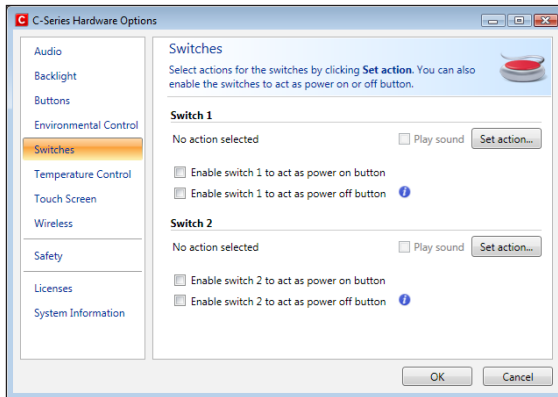 C-Series Hardware Options
Audio
Backlight
Buttons
Environmental Control
Switches
Temperature Control
Touch Screen
Wireless
Safety
Licenses
System Information
Switches
Select actions for the switches by clicking Set action. You can also
enable the switches to act as power on or off button.
Switch 1
No action selected Play sound Set action...
Enable switch 1 to act as power on button
Enable switch 1 to act as power off button
Switch 2
No action selected Play sound Set action...
Enable switch 2 to act as power on button
Enable switch 2 to act as power off button
OK Cancel